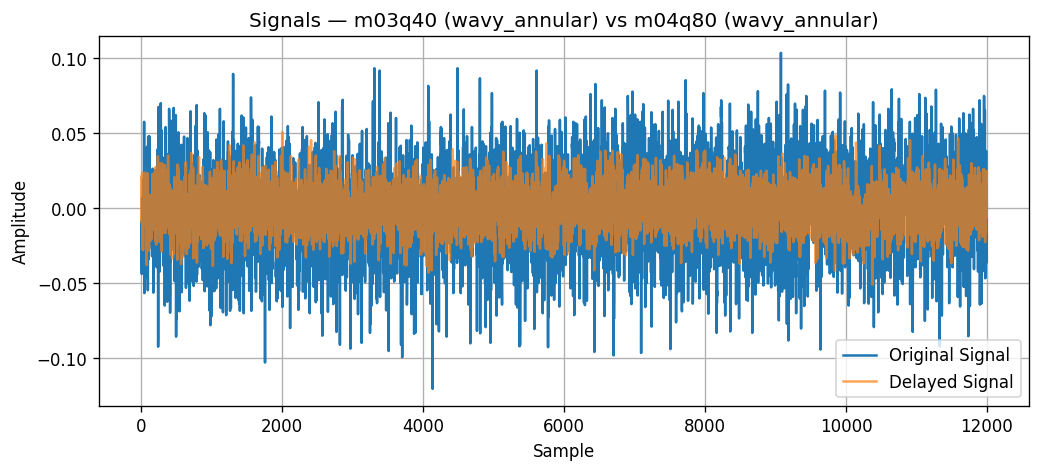 Signals — m03q40 (wavy_annular) vs m04q80 (wavy_annular)
0.10
0.05
0.00
−0.05
−0.10
Amplitude
0
2000
4000
6000
8000
10000
12000
Sample
Original Signal
Delayed Signal